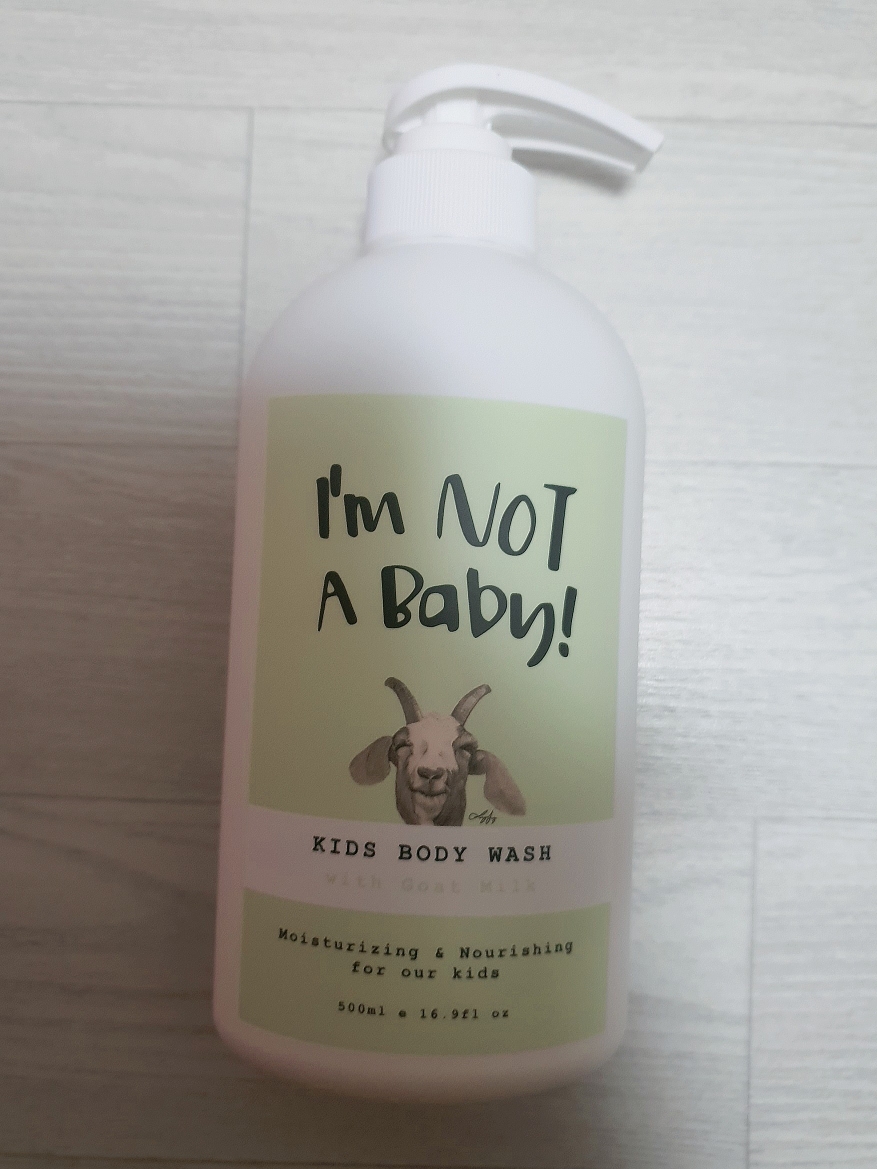 I'm NOT
A Baby!
KIDS BODY WASH
with Goat Milk
Moisturizing & Nourishing
for our kids
500ml e 16.9fl oz